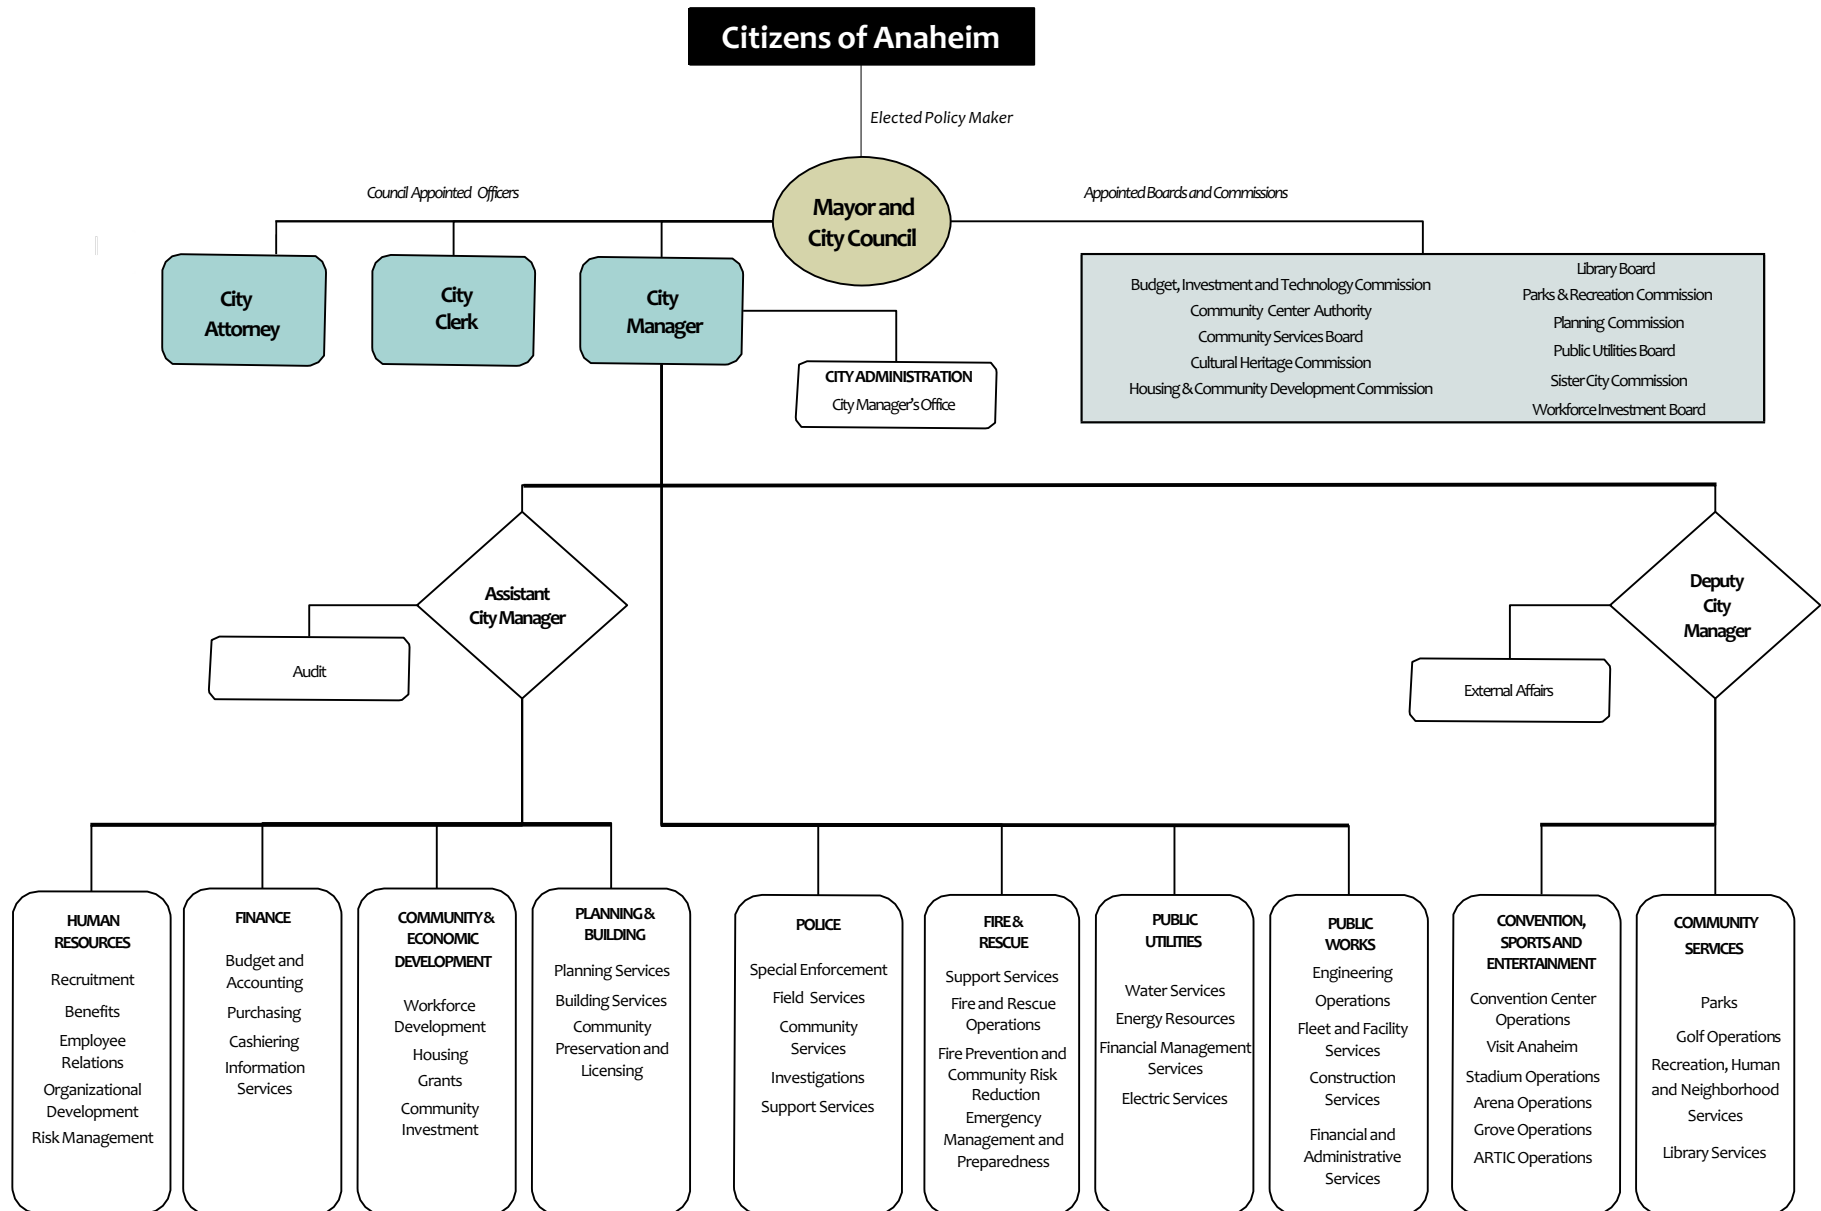 Citizens of Anaheim
Elected Policy Maker
Council Appointed Officers
Appointed Boards and Commissions
Mayor and
City Council
City
Attorney
City
Clerk
City
Manager
CITY ADMINISTRATION
City Manager's Office
Budget, Investment and Technology Commission
Community Center Authority
Community Services Board
Cultural Heritage Commission
Housing & Community Development Commission
Library Board
Parks & Recreation Commission
Planning Commission
Public Utilities Board
Sister City Commission
Workforce Investment Board
Assistant
City Manager
Audit
Deputy
City
Manager
External Affairs
HUMAN
RESOURCES
Recruitment
Benefits
Employee
Relations
Organizational
Development
Risk Management
FINANCE
Budget and
Accounting
Purchasing
Cashiering
Information
Services
COMMUNITY &
ECONOMIC
DEVELOPMENT
Workforce
Development
Housing
Grants
Community
Investment
PLANNING &
BUILDING
Planning Services
Building Services
Community
Preservation and
Licensing
POLICE
Special Enforcement
Field Services
Community
Services
Investigations
Support Services
FIRE &
RESCUE
Support Services
Fire and Rescue
Operations
Fire Prevention and
Community Risk
Reduction
Emergency
Management and
Preparedness
PUBLIC
UTILITIES
Water Services
Energy Resources
Financial Management
Services
Electric Services
PUBLIC
WORKS
Engineering
Operations
Fleet and Facility
Services
Construction
Services
Financial and
Administrative
Services
CONVENTION,
SPORTS AND
ENTERTAINMENT
Convention Center
Operations
Visit Anaheim
Stadium Operations
Arena Operations
Grove Operations
ARTIC Operations
COMMUNITY
SERVICES
Parks
Golf Operations
Recreation, Human
and Neighborhood
Services
Library Services